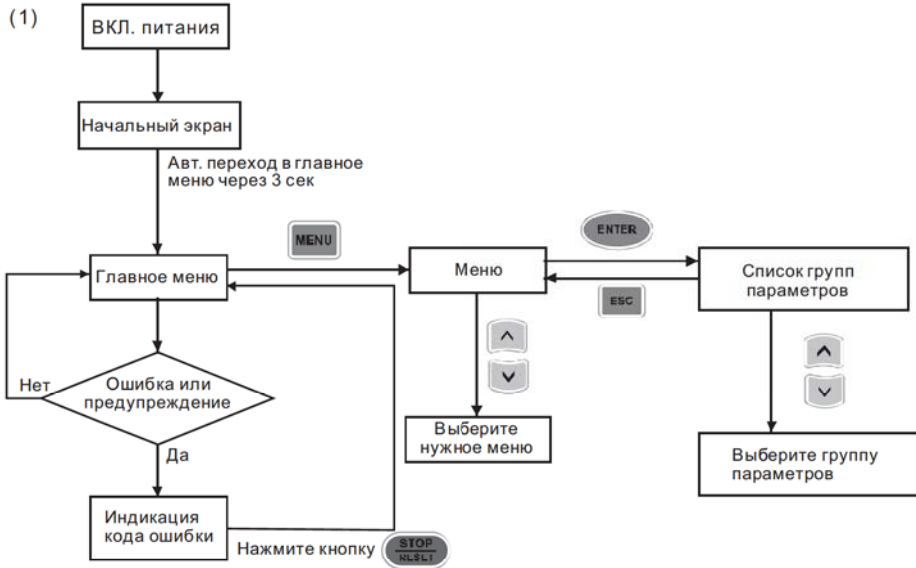 (1)
ВКЛ. питания
Начальный экран
Авт. переход в главное
меню через 3 сек
MENU
ENTER
Главное меню
Меню
Список групп
параметров
ESC
Нет
Ошибка или
предупреждение
Выберите
нужное меню
Выберите группу
параметров
Да
Индикация
кода ошибки
Нажмите кнопку
STOP